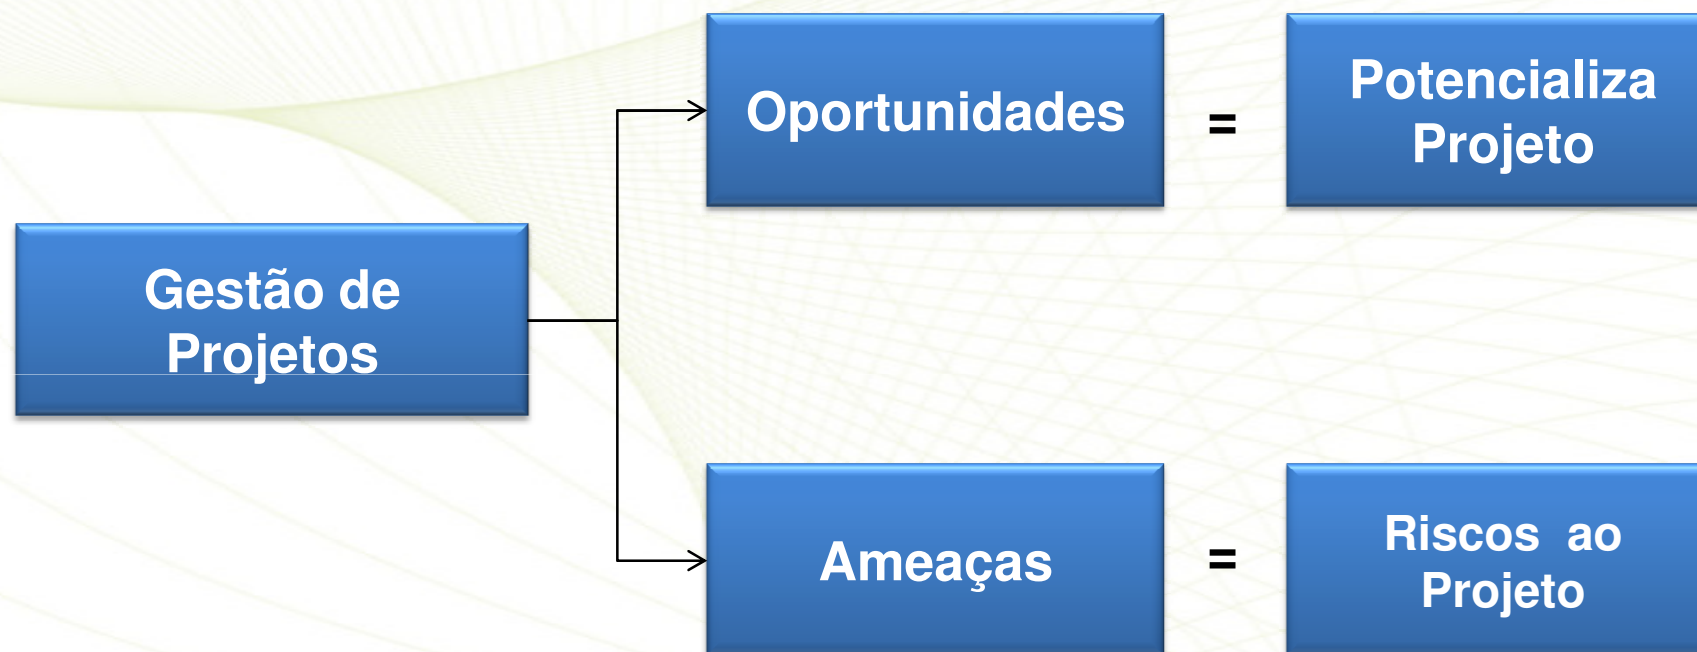 Oportunidades
=
Potencializa
Projeto
Gestão de
Projetos
Ameaças
=
Riscos ao
Projeto